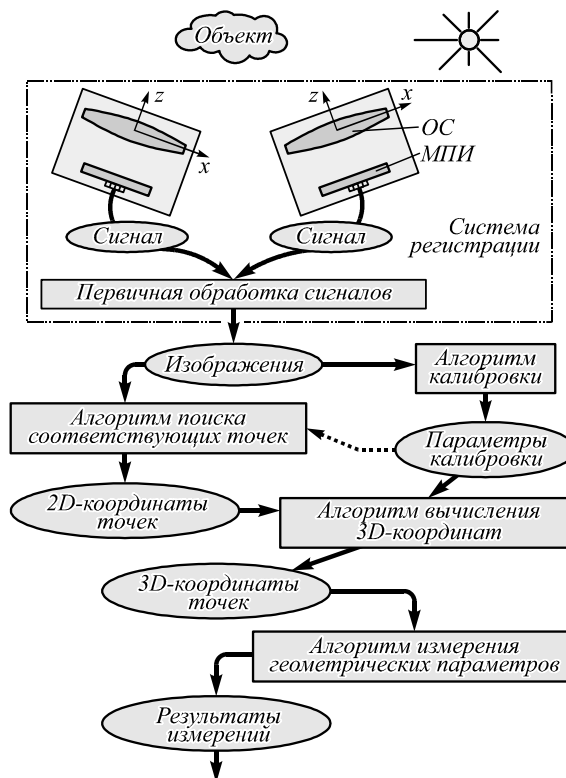 Объект
z
x
z
x
ОС
МПИ
Сигнал
Сигнал
Система
регистрации
Первичная обработка сигналов
Изображения
Алгоритм
калибровки
Алгоритм поиска
соответствующих точек
Параметры
калибровки
2D-координаты
точек
Алгоритм вычисления
3D-координат
3D-координаты
точек
Алгоритм измерения
геометрических параметров
Результаты
измерений